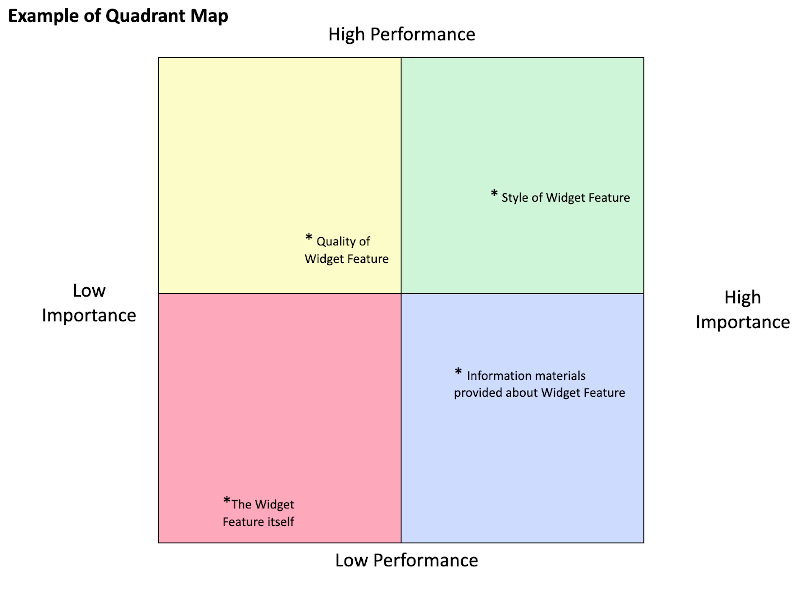 Example of Quadrant Map
High Performance
* Style of Widget Feature
* Quality of
Widget Feature
Low
Importance
High
Importance
* Information materials
provided about Widget Feature
*The Widget
Feature itself
Low Performance